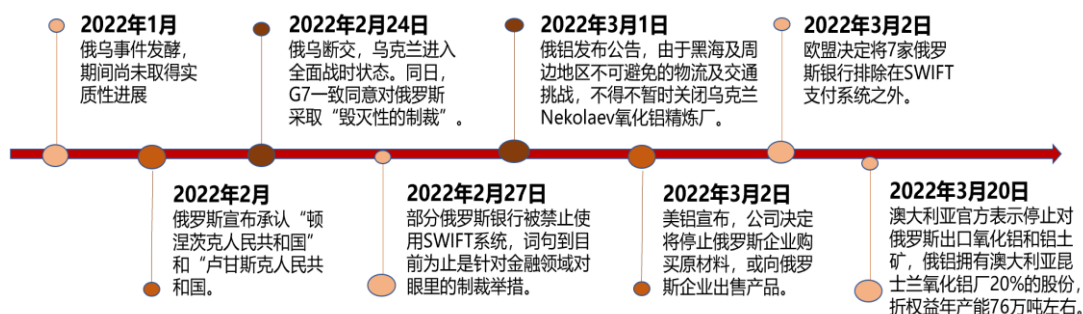 2022年1月
俄乌事件发酵，
期间尚未取得实
质性进展
2022年2月24日
俄乌断交，乌克兰进入
全面战时状态。同日，
G7一致同意对俄罗斯
采取“毁灭性的制裁”。
2022年3月1日
俄铝发布公告，由于黑海及周
边地区不可避免的物流及交通
挑战，不得不暂时关闭乌克兰
Nekolaev氧化铝精炼厂。
2022年3月2日
欧盟决定将7家俄罗
斯银行排除在SWIFT
支付系统之外。
2022年2月
俄罗斯宣布承认“顿
涅茨克人民共和国”
和“卢甘斯克人民共
和国。
2022年2月27日
部分俄罗斯银行被禁止使
用SWIFT系统，词句到目
前为止是针对金融领域对
眼里的制裁举措。
2022年3月2日
美铝宣布，公司决定
将停止俄罗斯企业购
买原材料，或向俄罗
斯企业出售产品。
2022年3月20日
澳大利亚官方表示停止对
俄罗斯出口氧化铝和铝土
矿，俄铝拥有澳大利亚昆
士兰氧化铝厂20%的股份，
折权益年产能76万吨左右。